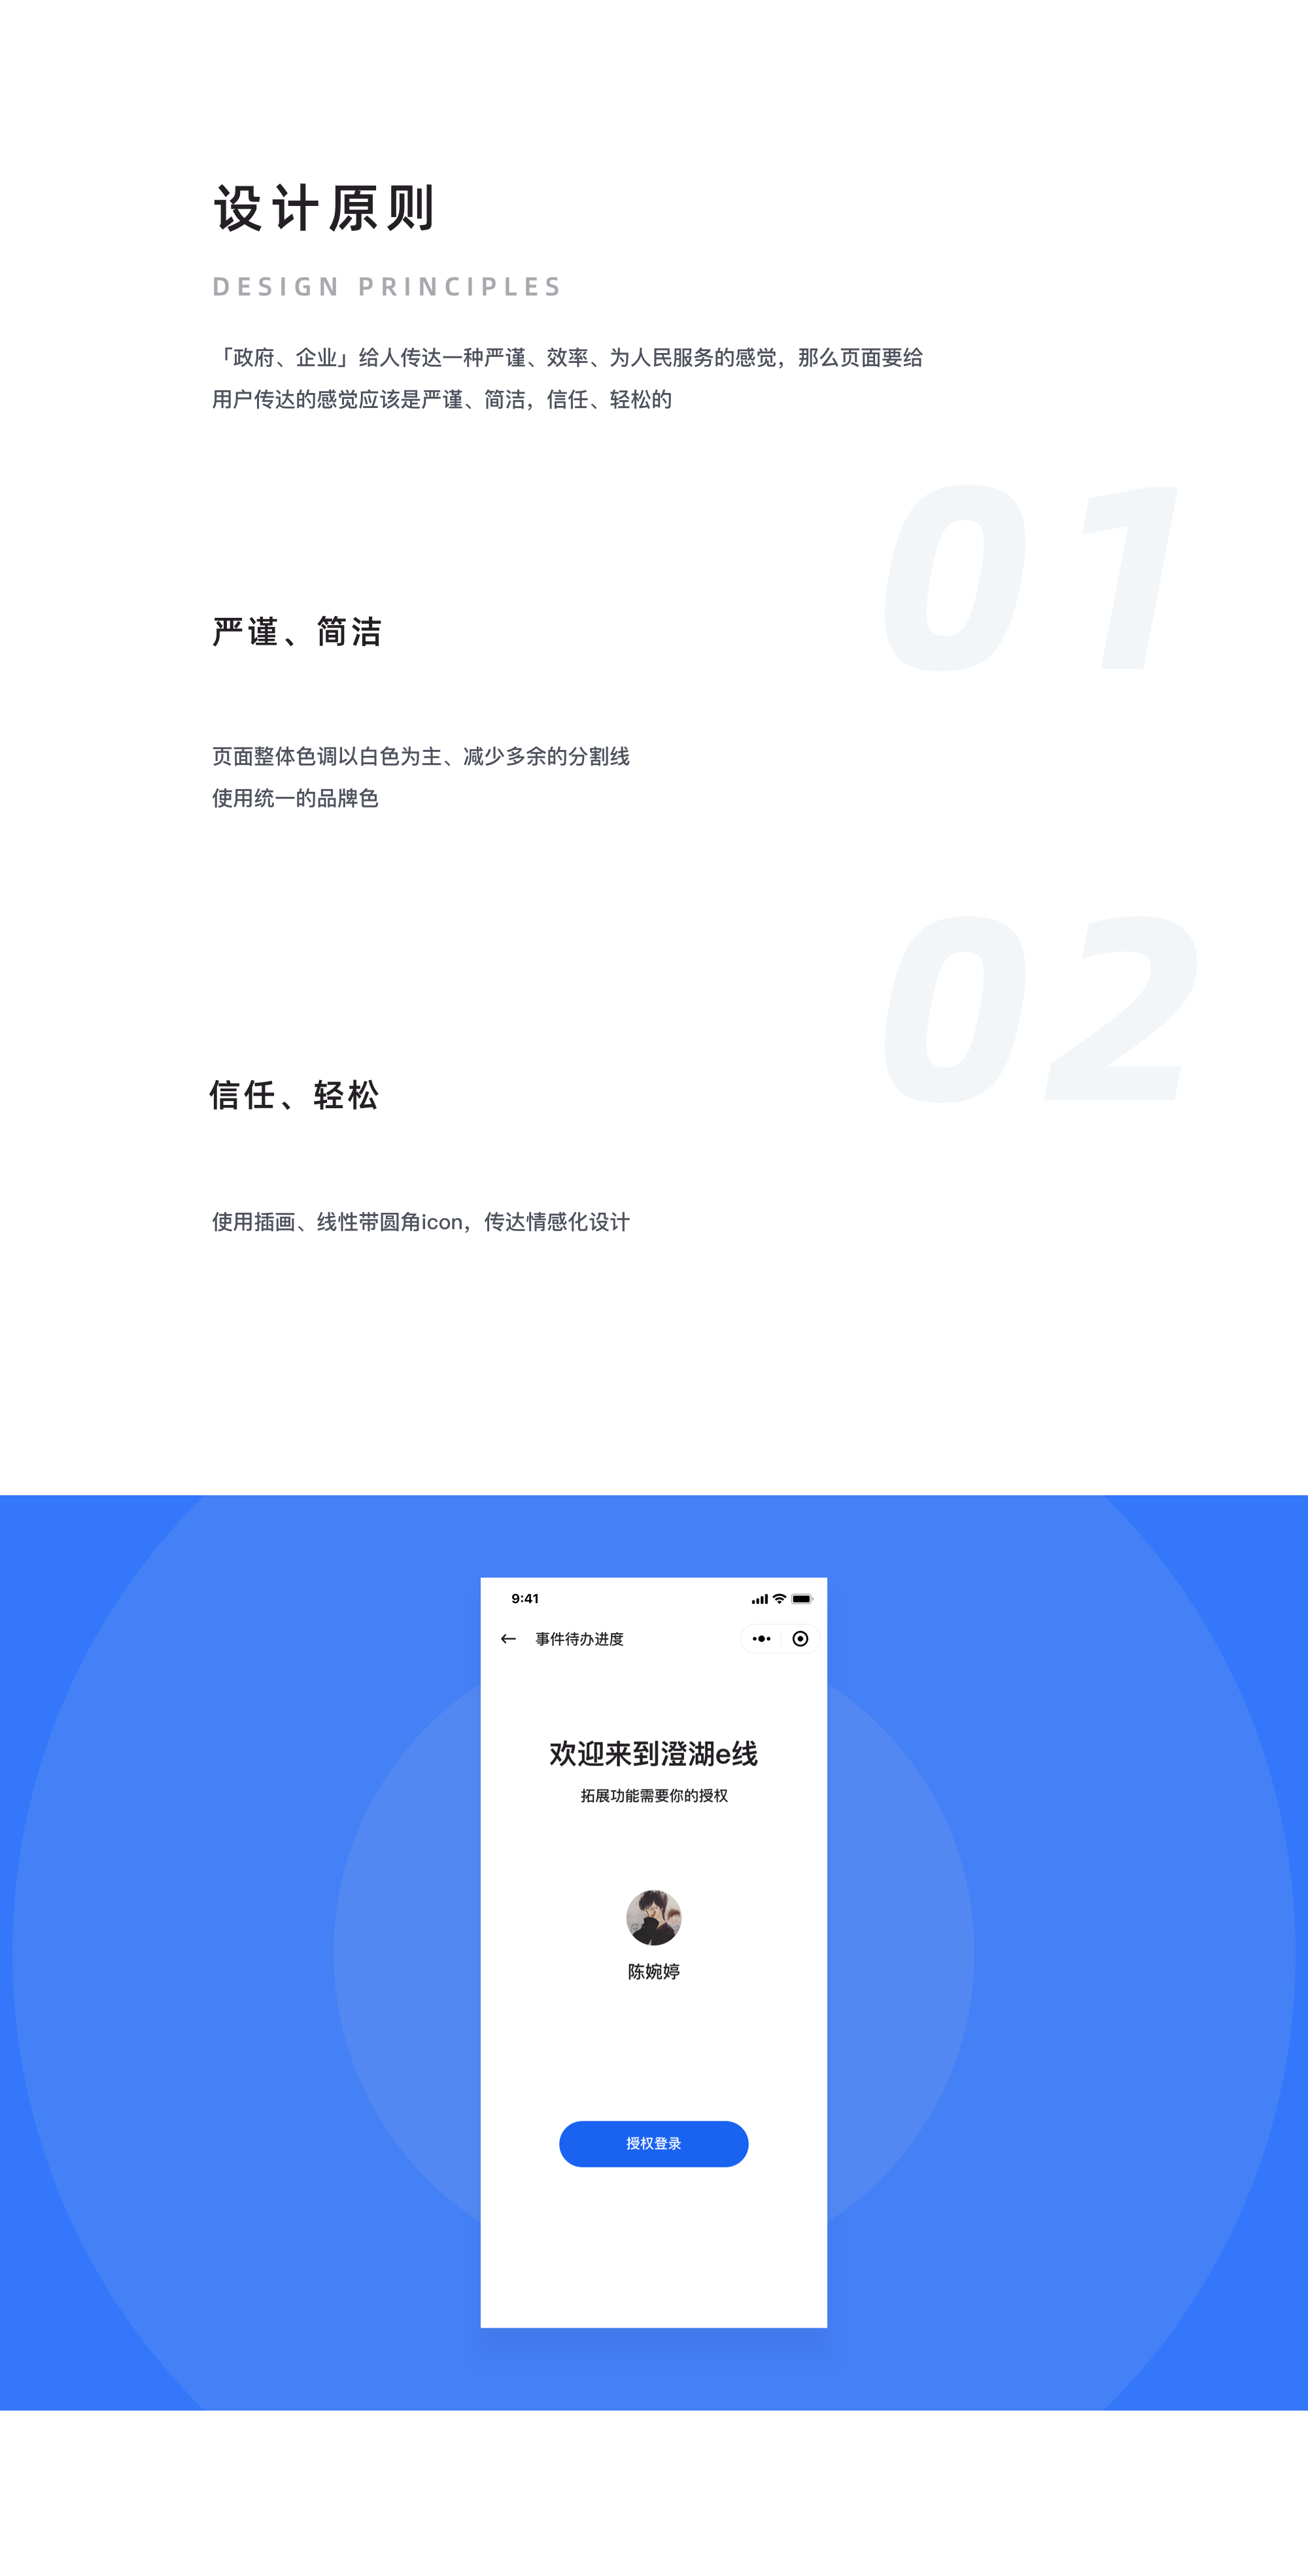 设计原则
DESIGN PRINCIPLES
「政府、企业」给人传达一种严谨、效率、为人民服务的感觉，那么页面要给
用户传达的感觉应该是严谨、简洁，信任、轻松的
01
严谨、简洁
页面整体色调以白色为主、减少多余的分割线
使用统一的品牌色
02
信任、轻松
使用插画、线性带圆角icon，传达情感化设计
9:41
事件待办进度
欢迎来到澄湖e线
拓展功能需要你的授权
陈婉婷
授权登录